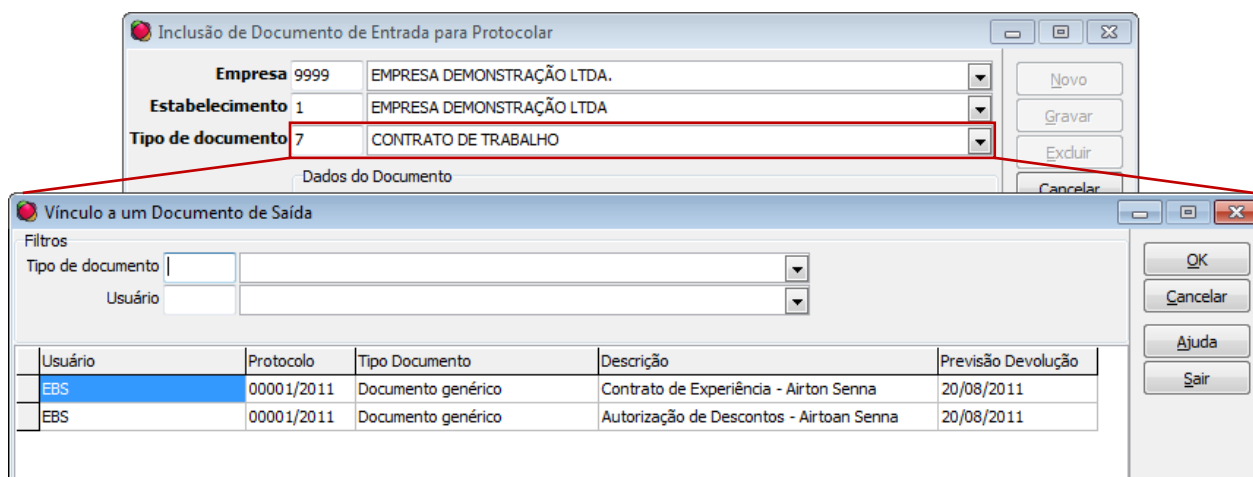 Inclusão de Documento de Entrada para Protocolar
Empresa 9999 EMPRESA DEMONSTRAÇÃO LTDA.
Novo
Estabelecimento 1 EMPRESA DEMONSTRAÇÃO LTDA
Gravar
Tipo de documento 7 CONTRATO DE TRABALHO
Excluir
Dados do Documento
Cancelar
Vínculo a um Documento de Saída
Filtros
Tipo de documento
OK
Usuário
Cancelar
Ajuda
Usuário Protocolo Tipo Documento Descrição Previsão Devolução
Sair
EBS 00001/2011 Documento genérico Contrato de Experiência - Airton Senna 20/08/2011
EBS 00001/2011 Documento genérico Autorização de Descontos - Airtoan Senna 20/08/2011